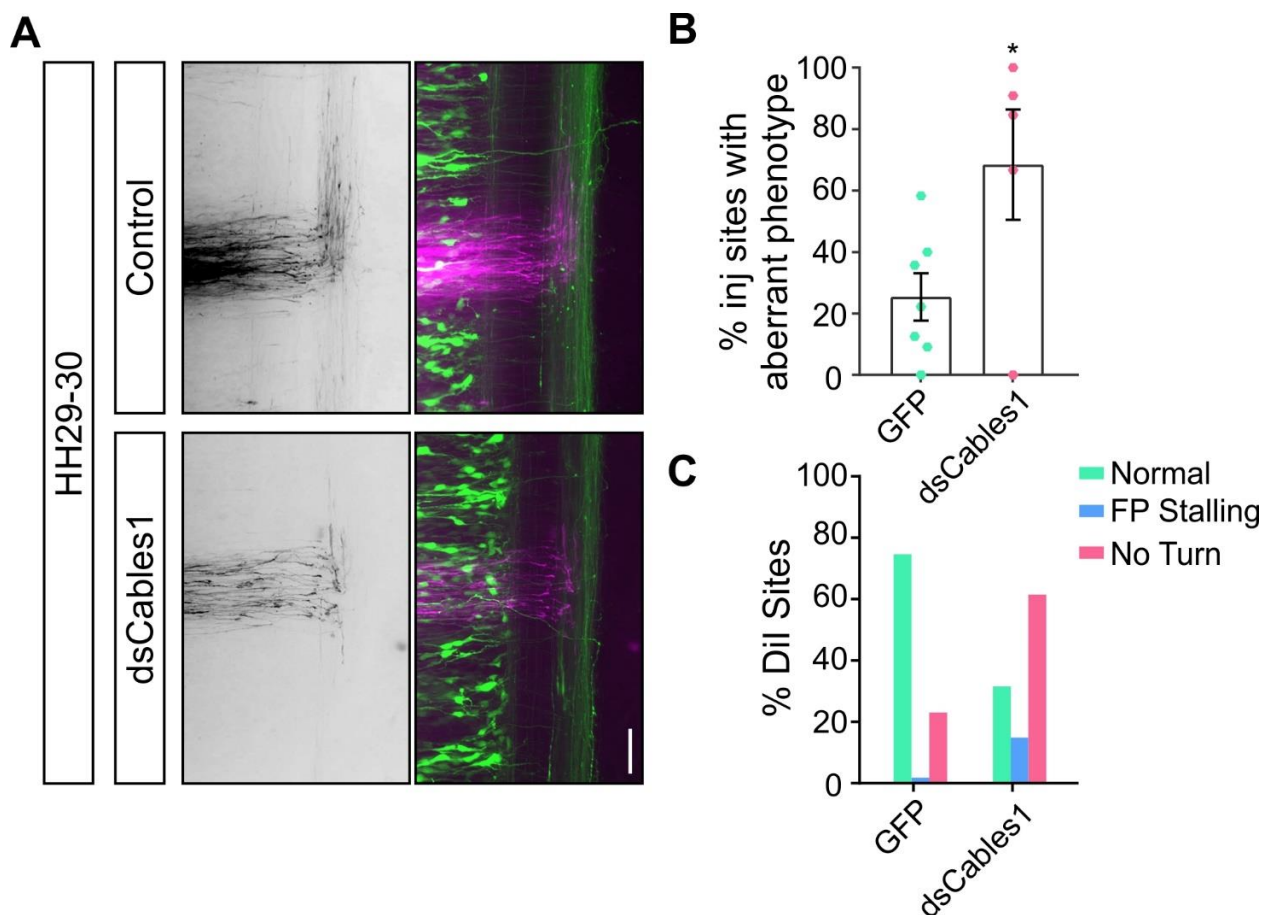 A
HH29-30
Control
dsCables1
B
% inj sites with
aberrant phenotype
100
80
60
40
20
0
*
GFP
dsCables1
C
% DiI Sites
100
80
60
40
20
0
GFP
dsCables1
Normal
FP Stalling
No Turn